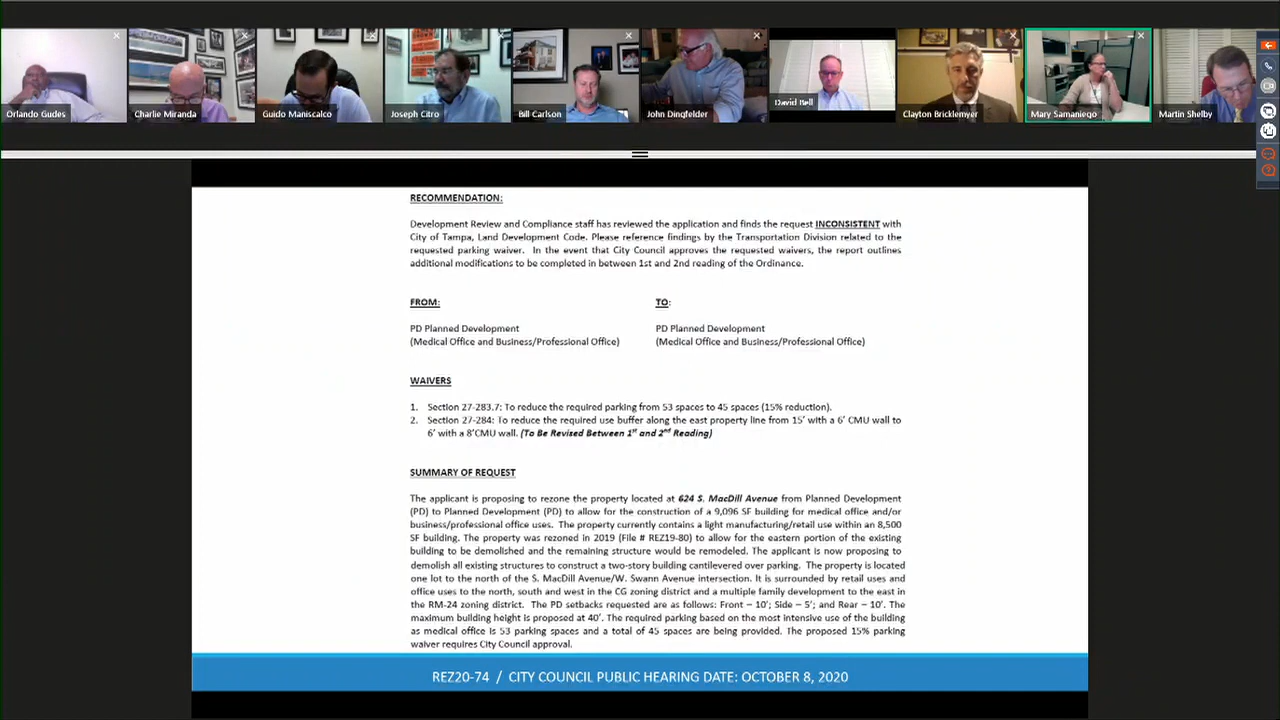 Orlando Gudes
Charlie Miranda
Guido Maniscalco
Joseph Citro
Bill Carlson
John Dingfelder
David Bell
Clayton Bricklemyer
Mary Samaniego
Martin Shelby
RECOMMENDATION:
Development Review and Compliance staff has reviewed the application and finds the request INCONSISTENT with
City of Tampa, Land Development Code. Please reference findings by the Transportation Division related to the
requested parking waiver. In the event that City Council approves the requested waivers, the report outlines
additional modifications to be completed in between 1st and 2nd reading of the Ordinance.
FROM:
TO:
PD Planned Development
PD Planned Development
(Medical Office and Business/Professional Office)
(Medical Office and Business/Professional Office)
WAIVERS
1. Section 27-283.7: To reduce the required parking from 53 spaces to 45 spaces (15% reduction).
2. Section 27-284: To reduce the required use buffer along the east property line from 15' with a 6' CMU wall to
6' with a 8'CMU wall. (To Be Revised Between 1st and 2nd Reading)
SUMMARY OF REQUEST
The applicant is proposing to rezone the property located at 624 S. MacDill Avenue from Planned Development
(PD) to Planned Development (PD) to allow for the construction of a 9,096 SF building for medical office and/or
business/professional office uses. The property currently contains a light manufacturing/retail use within an 8,500
SF building. The property was rezoned in 2019 (File # REZ19-80) to allow for the eastern portion of the existing
building to be demolished and the remaining structure would be remodeled. The applicant is now proposing to
demolish all existing structures to construct a two-story building cantilevered over parking. The property is located
one lot to the north of the S. MacDill Avenue/W. Swann Avenue intersection. It is surrounded by retail uses and
office uses to the north, south and west in the CG zoning district and a multiple family development to the east in
the RM-24 zoning district. The PD setbacks requested are as follows: Front – 10'; Side – 5'; and Rear – 10'. The
maximum building height is proposed at 40'. The required parking based on the most intensive use of the building
as medical office is 53 parking spaces and a total of 45 spaces are being provided. The proposed 15% parking
waiver requires City Council approval.
REZ20-74 / CITY COUNCIL PUBLIC HEARING DATE: OCTOBER 8, 2020